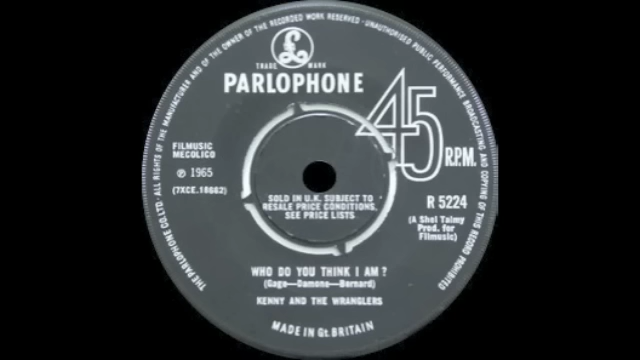 THE PARLOPHONE CO. LTD. · ALL RIGHTS OF THE MANUFACTURER AND OF THE OWNER OF THE RECORDED WORK RESERVED · UNAUTHORISED PUBLIC PERFORMANCE BROADCASTING AND COPYING OF THIS RECORD PROHIBITED
£
TRADE MARK
PARLOPHONE
45
R.P.M.
FILMUSIC
MECOLICO
℗ 1965
(7XCE.18662)
SOLD IN U.K. SUBJECT TO
RESALE PRICE CONDITIONS,
SEE PRICE LISTS
R 5224
(A Shel Talmy
Prod. for
Filmusic)
WHO DO YOU THINK I AM ?
(Gage—Damone—Bernard)
KENNY AND THE WRANGLERS
MADE IN Gt. BRITAIN